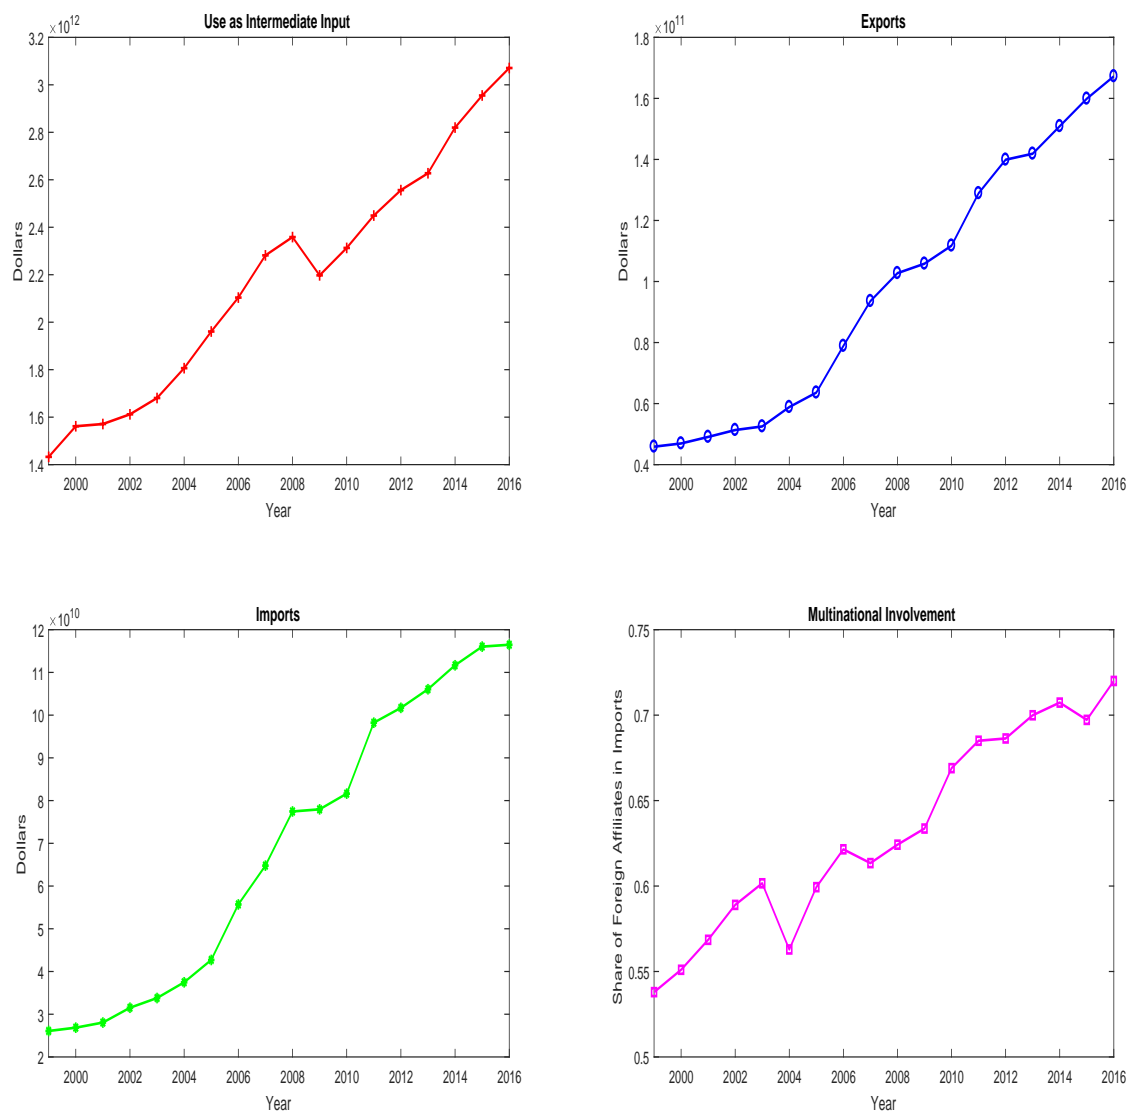 Use as Intermediate Input
×10^12
3.2
3
2.8
2.6
2.4
2.2
2
1.8
1.6
1.4
Dollars
2000 2002 2004 2006 2008 2010 2012 2014 2016
Year
Exports
×10^11
1.8
1.6
1.4
1.2
1
0.8
0.6
0.4
Dollars
2000 2002 2004 2006 2008 2010 2012 2014 2016
Year
Imports
×10^10
12
11
10
9
8
7
6
5
4
3
2
Dollars
2000 2002 2004 2006 2008 2010 2012 2014 2016
Year
Multinational Involvement
0.75
0.7
0.65
0.6
0.55
0.5
Share of Foreign Affiliates in Imports
2000 2002 2004 2006 2008 2010 2012 2014 2016
Year